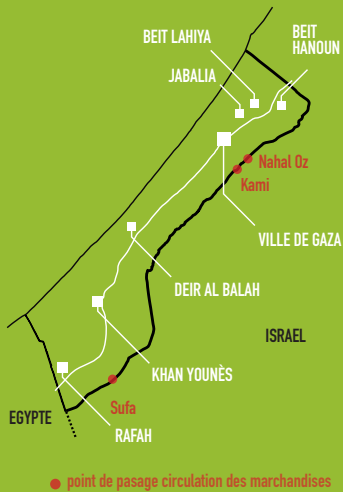 BEIT LAHIYA
BEIT
HANOUN
JABALIA
Nahal Oz
Kami
VILLE DE GAZA
DEIR AL BALAH
ISRAEL
KHAN YOUNÈS
Sufa
EGYPTE
RAFAH
point de pasage circulation des marchandises